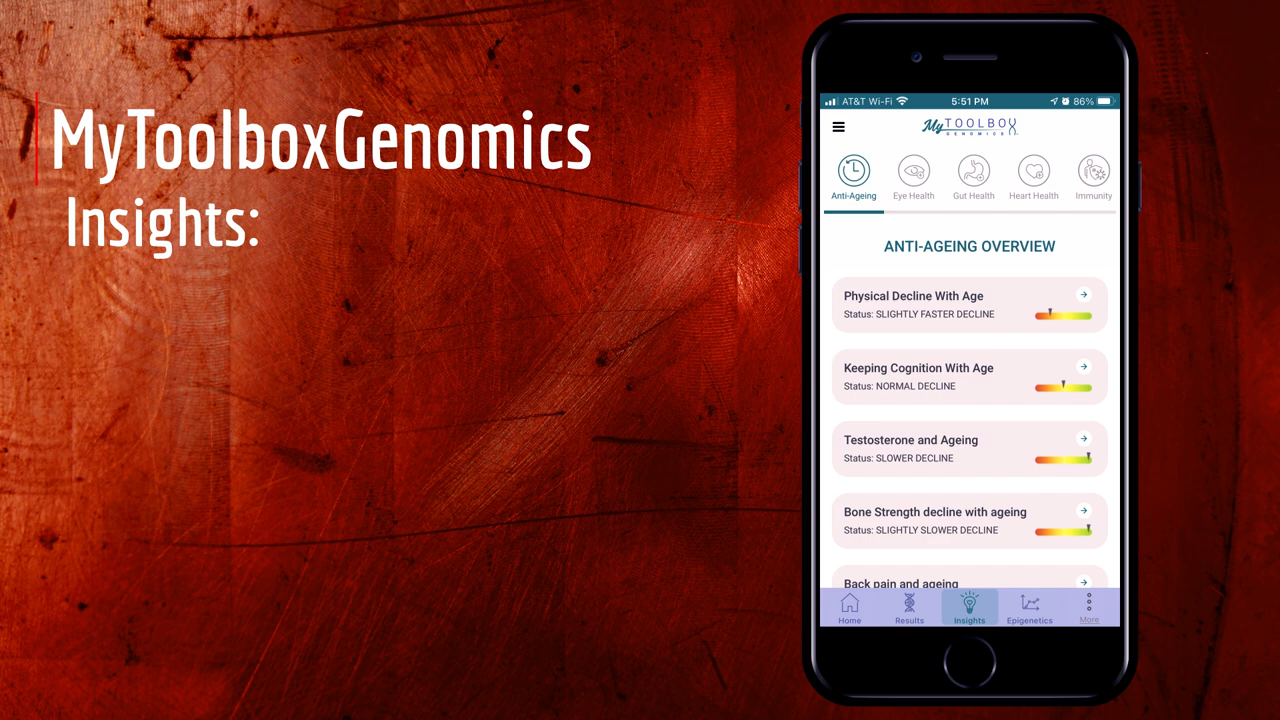 MyToolboxGenomics
Insights:
AT&T Wi-Fi 5:51 PM 86%
My TOOLBOX
GENOMICS
Anti-Ageing Eye Health Gut Health Heart Health Immunity
ANTI-AGEING OVERVIEW
Physical Decline With Age
Status: SLIGHTLY FASTER DECLINE
Keeping Cognition With Age
Status: NORMAL DECLINE
Testosterone and Ageing
Status: SLOWER DECLINE
Bone Strength decline with ageing
Status: SLIGHTLY SLOWER DECLINE
Back pain and ageing
Home Results Insights Epigenetics More